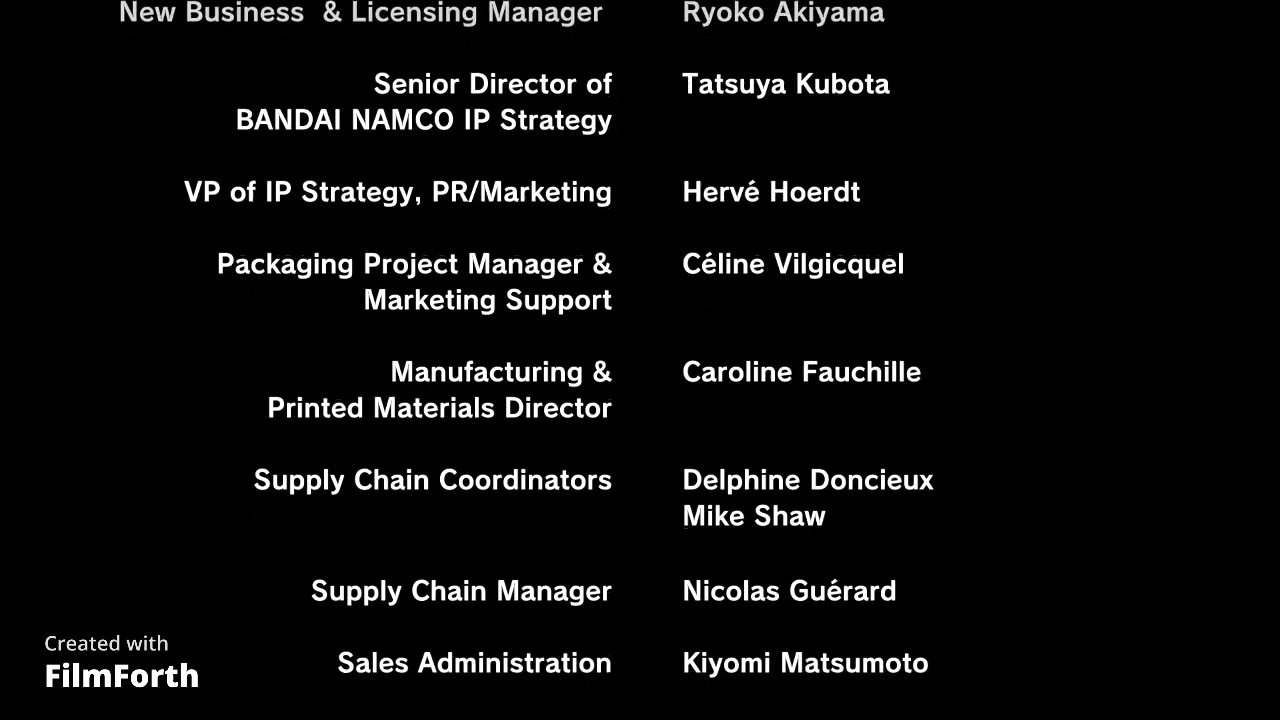 New Business  & Licensing Manager Ryoko Akiyama
Senior Director of Tatsuya Kubota
BANDAI NAMCO IP Strategy
VP of IP Strategy, PR/Marketing Hervé Hoerdt
Packaging Project Manager & Céline Vilgicquel
Marketing Support
Manufacturing & Caroline Fauchille
Printed Materials Director
Supply Chain Coordinators Delphine Doncieux
Mike Shaw
Supply Chain Manager Nicolas Guérard
Sales Administration Kiyomi Matsumoto
Created with
FilmForth